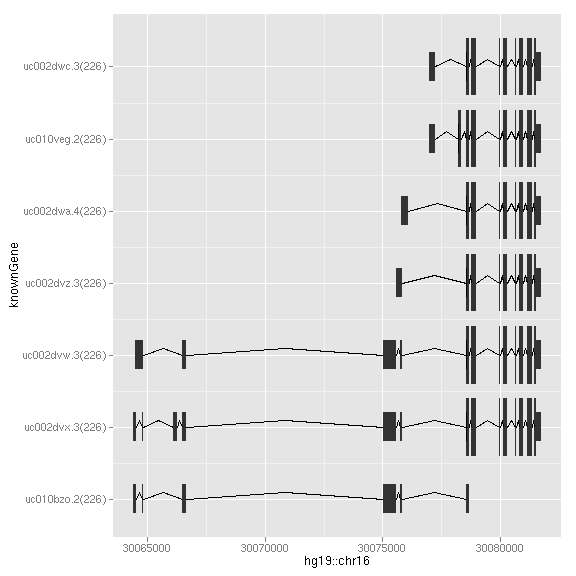 uc002dwc.3(226)
uc010veg.2(226)
uc002dwa.4(226)
uc002dvz.3(226)
uc002dvw.3(226)
uc002dvx.3(226)
uc010bzo.2(226)
knownGene
30065000 30070000 30075000 30080000
hg19::chr16